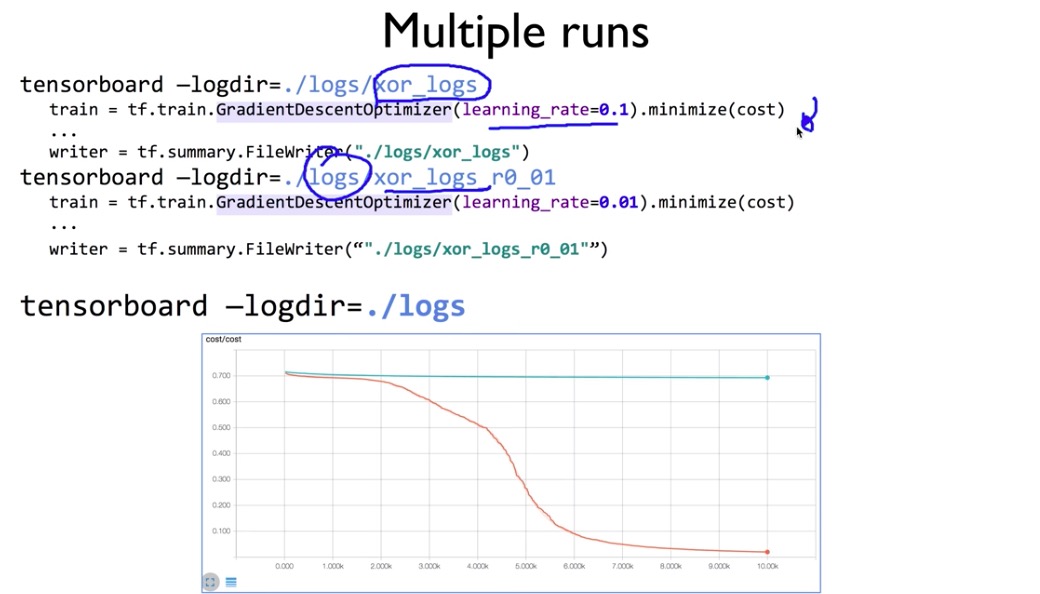 Multiple runs
tensorboard —logdir=./logs/xor_logs
train = tf.train.GradientDescentOptimizer(learning_rate=0.1).minimize(cost)
...
writer = tf.summary.FileWriter("./logs/xor_logs")
tensorboard —logdir=./logs/xor_logs_r0_01
train = tf.train.GradientDescentOptimizer(learning_rate=0.01).minimize(cost)
...
writer = tf.summary.FileWriter(“"./logs/xor_logs_r0_01"”)
tensorboard —logdir=./logs
cost/cost
0.700
0.600
0.500
0.400
0.300
0.200
0.100
0.000 1.000k 2.000k 3.000k 4.000k 5.000k 6.000k 7.000k 8.000k 9.000k 10.00k